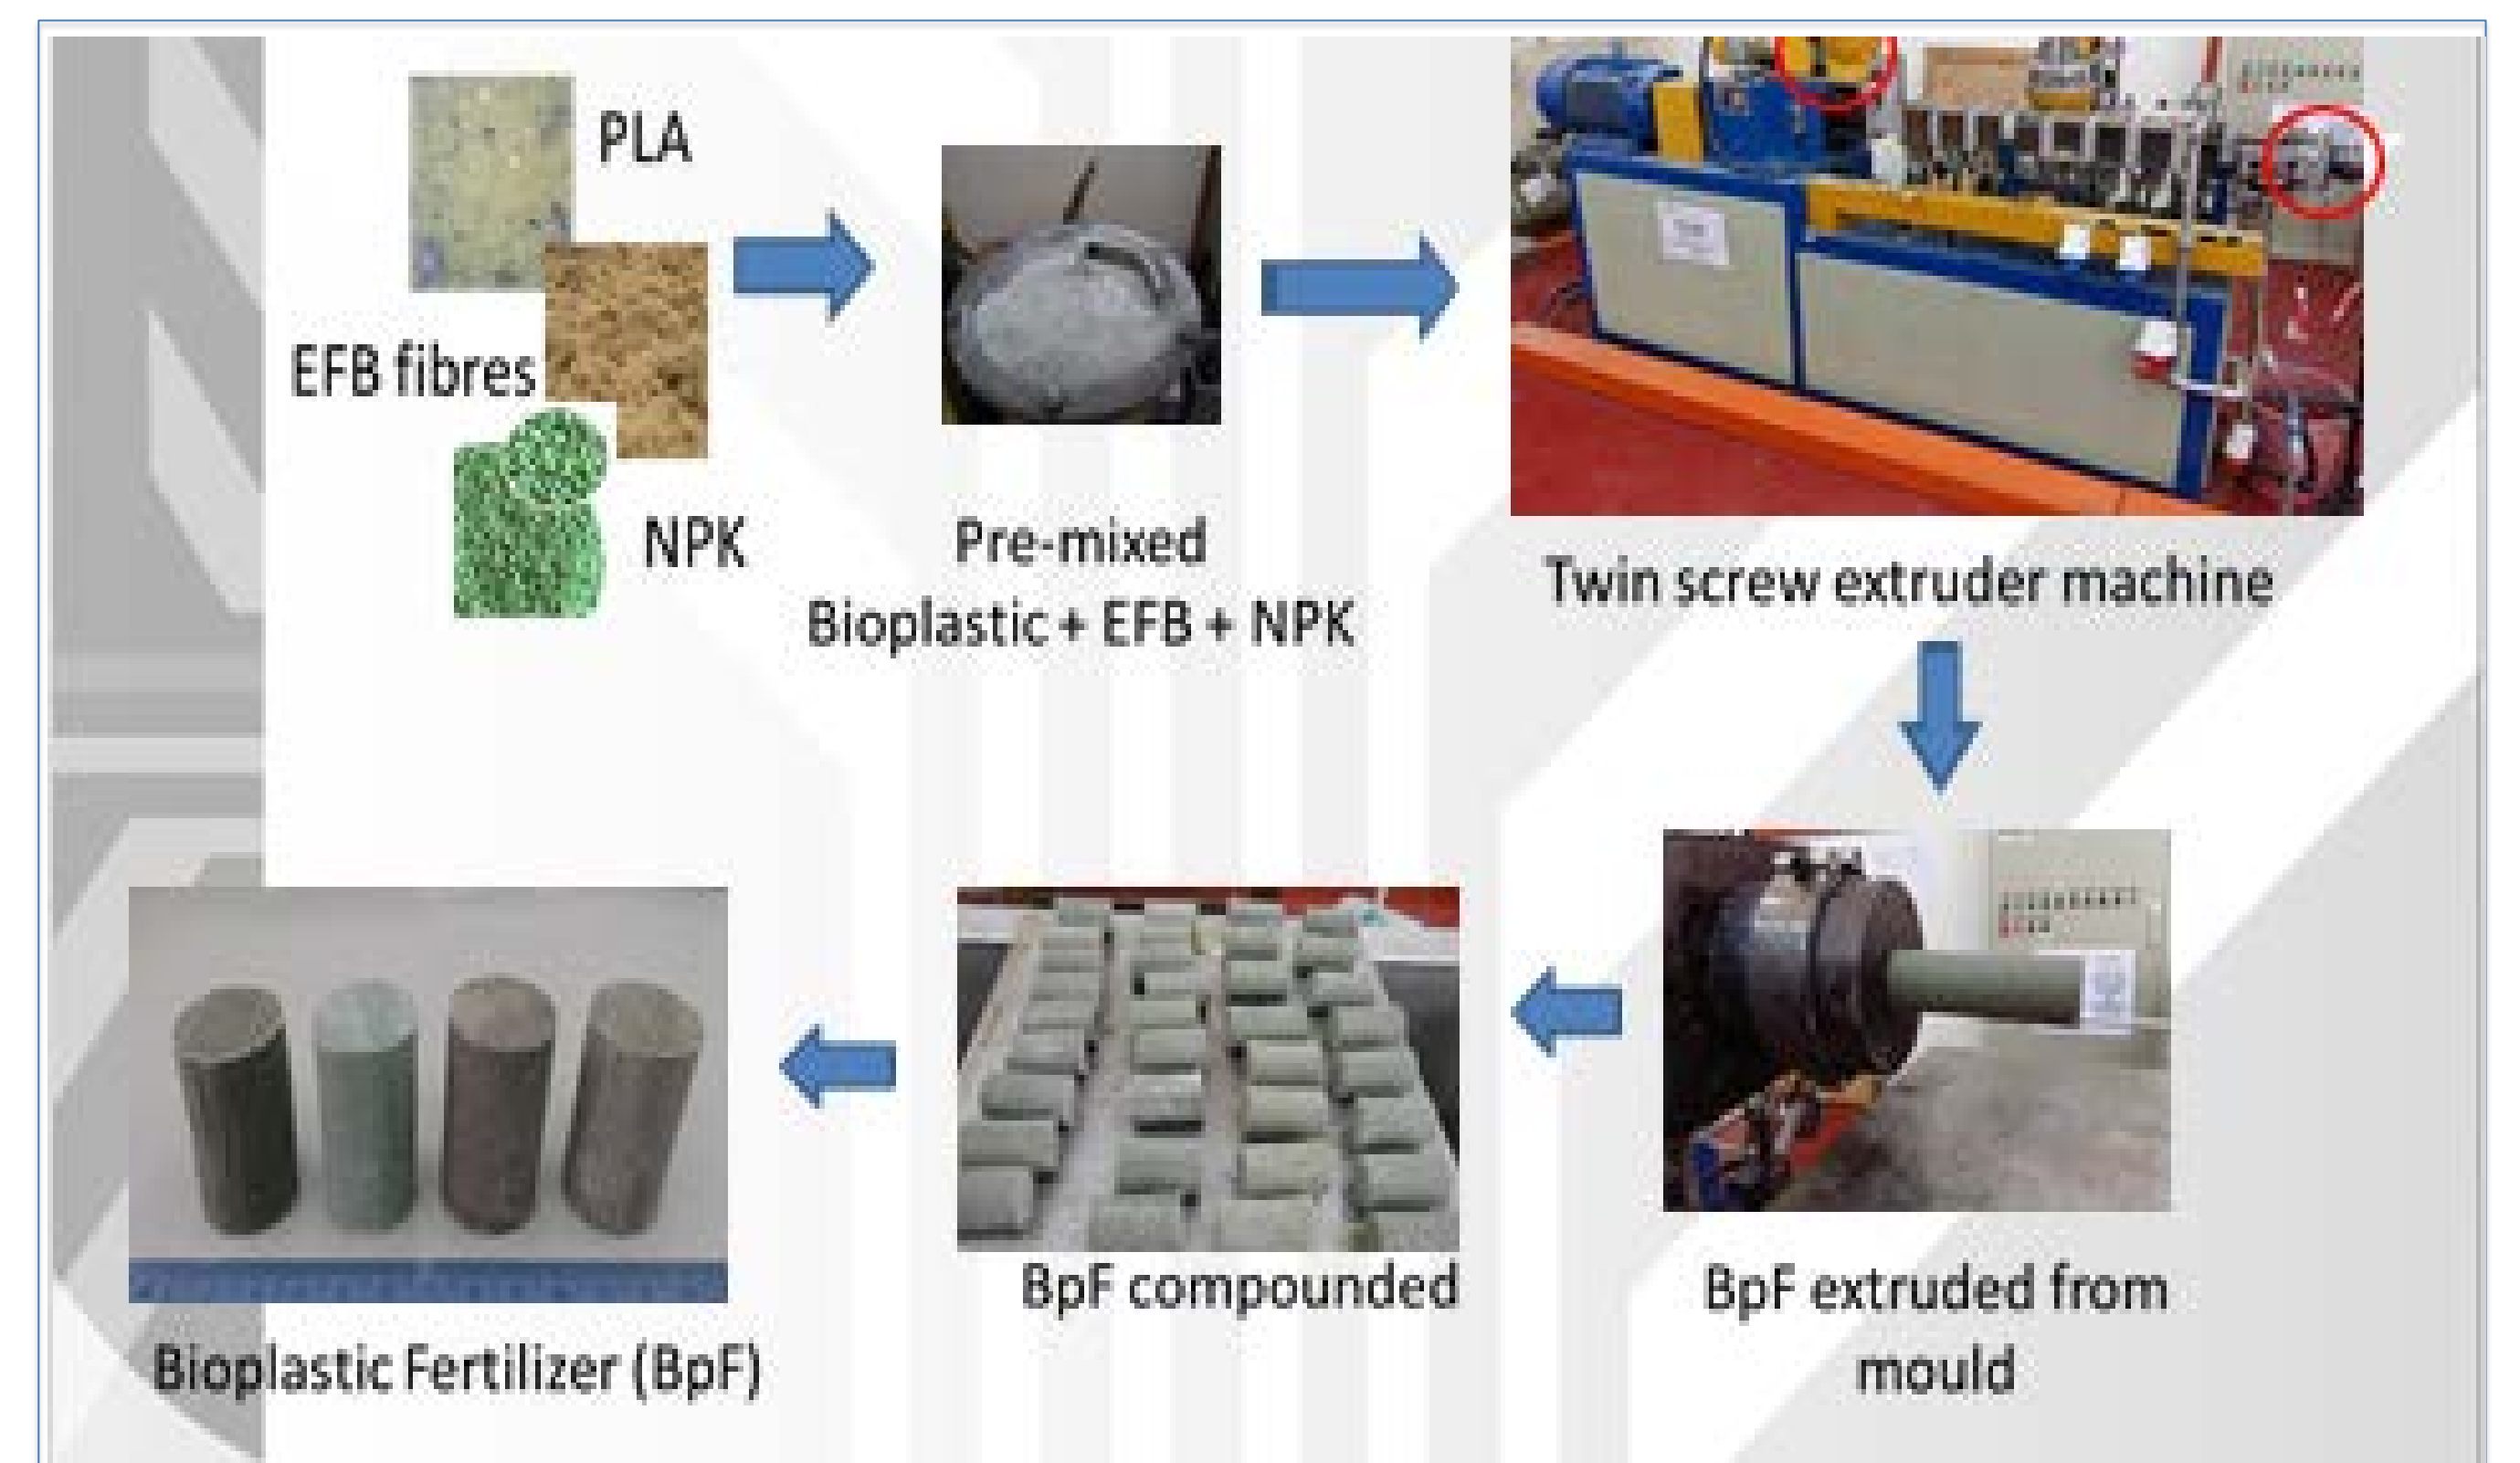 PLA
EFB fibres
NPK
Pre-mixed
Bioplastic + EFB + NPK
Twin screw extruder machine
BpF extruded from
mould
BpF compounded
Bioplastic Fertilizer (BpF)